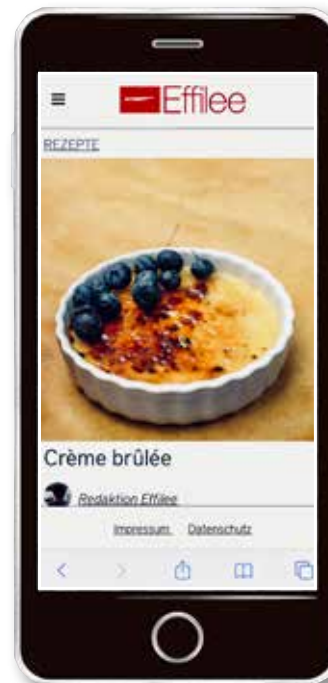 Effilee
REZEPTE
Crème brûlée
Redaktion Effilee
Impressum Datenschutz